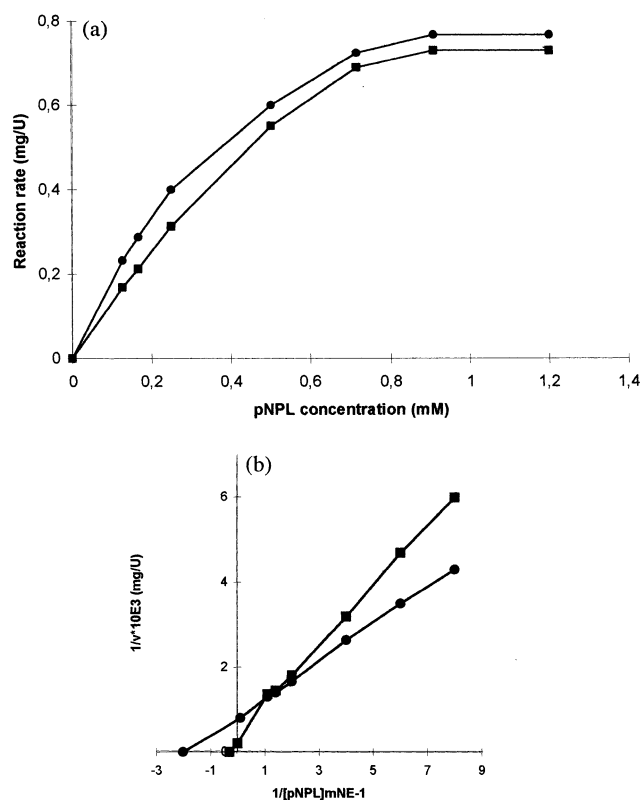 (a)
0,8
0,6
0,4
0,2
0
Reaction rate (mg/U)
0 0,2 0,4 0,6 0,8 1 1,2 1,4
pNPL concentration (mM)
(b)
6
4
2
0
1/v*10E3 (mg/U)
-3 -1 1 3 5 7 9
1/[pNPL]mNE-1